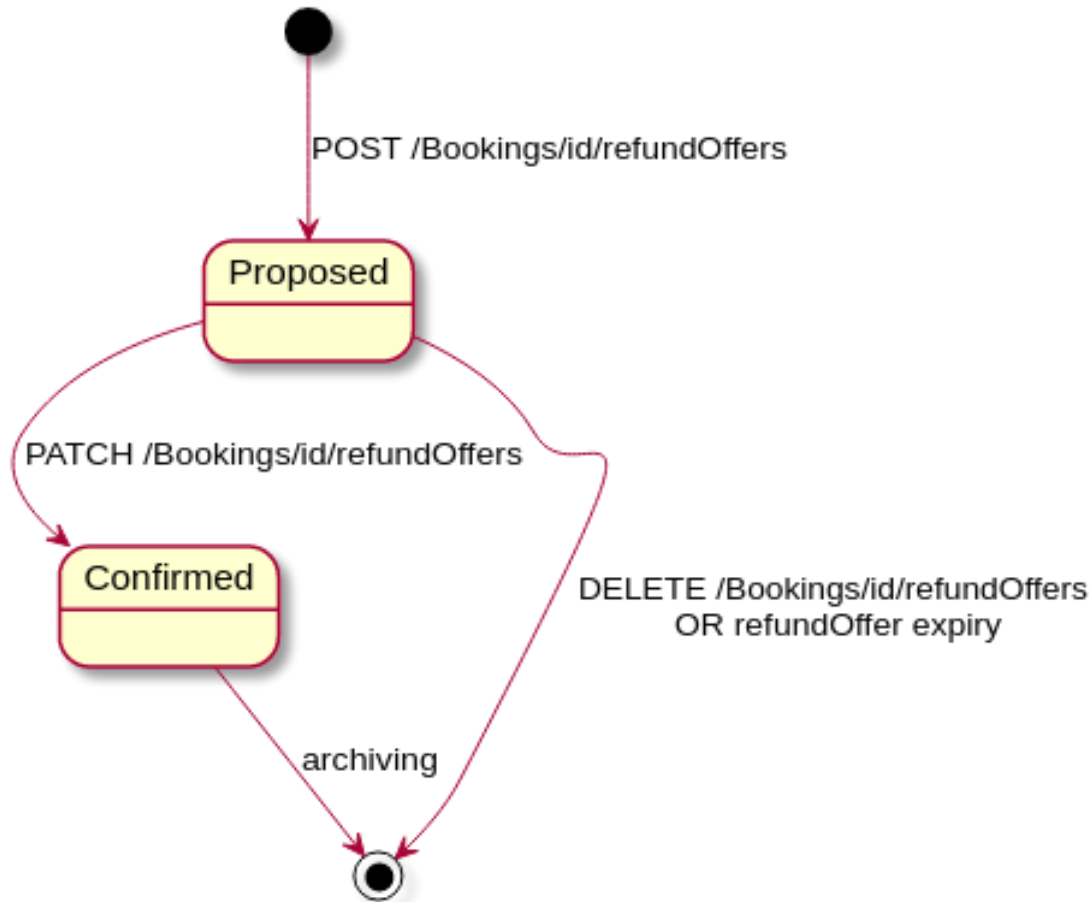 POST /Bookings/id/refundOffers
Proposed
PATCH /Bookings/id/refundOffers
Confirmed
DELETE /Bookings/id/refundOffers
OR refundOffer expiry
archiving